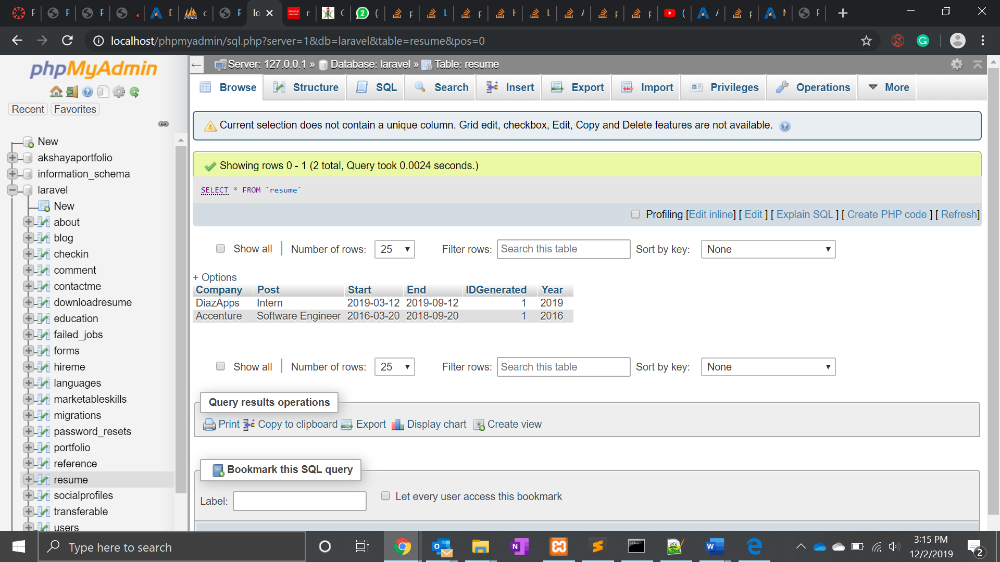 localhost/phpmyadmin/sql.php?server=1&db=laravel&table=resume&pos=0
phpMyAdmin
Recent Favorites
New
akshayaportfolio
information_schema
laravel
New
about
blog
checkin
comment
contactme
downloadresume
education
failed_jobs
forms
hireme
languages
marketableskills
migrations
password_resets
portfolio
reference
resume
socialprofiles
transferable
users
Server: 127.0.0.1 » Database: laravel » Table: resume
Browse Structure SQL Search Insert Export Import Privileges Operations More
Current selection does not contain a unique column. Grid edit, checkbox, Edit, Copy and Delete features are not available.
Showing rows 0 - 1 (2 total, Query took 0.0024 seconds.)
SELECT * FROM `resume`
Profiling [Edit inline] [ Edit ] [ Explain SQL ] [ Create PHP code ] [ Refresh]
Show all Number of rows: 25 Filter rows: Search this table Sort by key: None
+ Options
Company Post Start End IDGenerated Year
DiazApps Intern 2019-03-12 2019-09-12 1 2019
Accenture Software Engineer 2016-03-20 2018-09-20 1 2016
Show all Number of rows: 25 Filter rows: Search this table Sort by key: None
Query results operations
Print Copy to clipboard Export Display chart Create view
Bookmark this SQL query
Label: Let every user access this bookmark
Type here to search
3:15 PM
12/2/2019
2